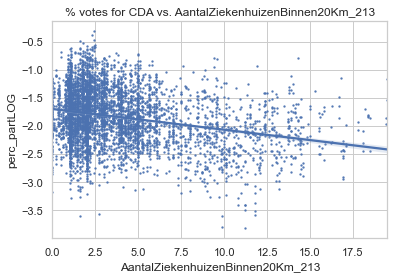 % votes for CDA vs. AantalZiekenhuizenBinnen20Km_213
perc_partLOG
−0.5
−1.0
−1.5
−2.0
−2.5
−3.0
−3.5
0.0 2.5 5.0 7.5 10.0 12.5 15.0 17.5
AantalZiekenhuizenBinnen20Km_213